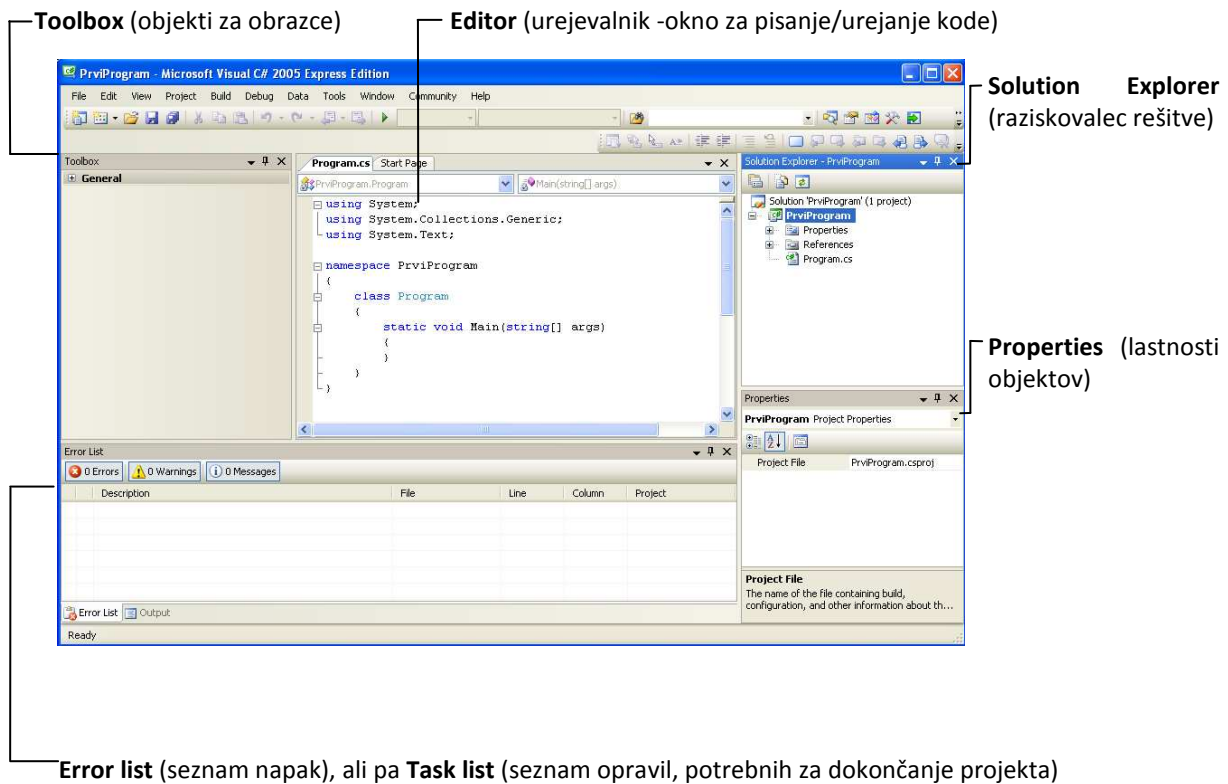 Toolbox (objekti za obrazce)
Editor (urejevalnik -okno za pisanje/urejanje kode)
PrviProgram - Microsoft Visual C# 2005 Express Edition
File Edit View Project Build Debug Data Tools Window Community Help
Solution Explorer
(raziskovalec rešitve)
Toolbox
General
Program.cs Start Page
PrviProgram.Program
Main(string[] args)
using System;
using System.Collections.Generic;
using System.Text;
namespace PrviProgram
{
class Program
{
static void Main(string[] args)
{
}
}
}
Solution Explorer - PrviProgram
Solution 'PrviProgram' (1 project)
PrviProgram
Properties
References
Program.cs
Properties (lastnosti
objektov)
Properties
PrviProgram Project Properties
Project File PrviProgram.csproj
Project File
The name of the file containing build,
configuration, and other information about th...
Error List
0 Errors 0 Warnings 0 Messages
Description File Line Column Project
Error List Output
Ready
Error list (seznam napak), ali pa Task list (seznam opravil, potrebnih za dokončanje projekta)